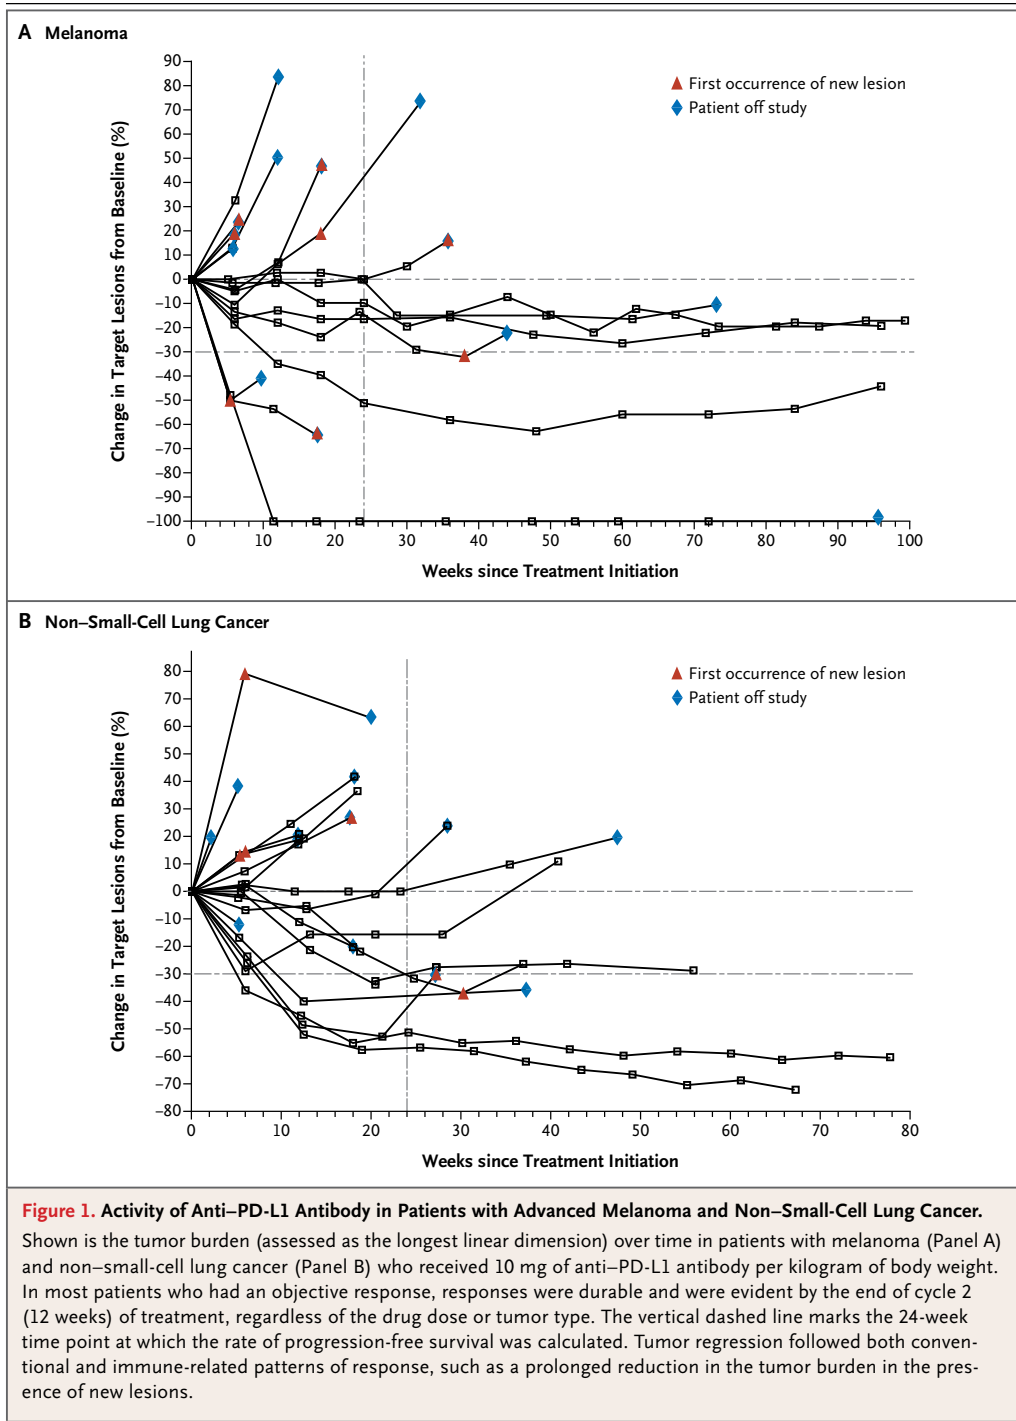 A Melanoma
90
80
70
60
50
40
30
20
10
0
–10
–20
–30
–40
–50
–60
–70
–80
–90
–100
Change in Target Lesions from Baseline (%)
First occurrence of new lesion
Patient off study
0 10 20 30 40 50 60 70 80 90 100
Weeks since Treatment Initiation
B Non–Small-Cell Lung Cancer
80
70
60
50
40
30
20
10
0
–10
–20
–30
–40
–50
–60
–70
–80
Change in Target Lesions from Baseline (%)
First occurrence of new lesion
Patient off study
0 10 20 30 40 50 60 70 80
Weeks since Treatment Initiation
Figure 1. Activity of Anti–PD-L1 Antibody in Patients with Advanced Melanoma and Non–Small-Cell Lung Cancer.
Shown is the tumor burden (assessed as the longest linear dimension) over time in patients with melanoma (Panel A)
and non–small-cell lung cancer (Panel B) who received 10 mg of anti–PD-L1 antibody per kilogram of body weight.
In most patients who had an objective response, responses were durable and were evident by the end of cycle 2
(12 weeks) of treatment, regardless of the drug dose or tumor type. The vertical dashed line marks the 24-week
time point at which the rate of progression-free survival was calculated. Tumor regression followed both conven-
tional and immune-related patterns of response, such as a prolonged reduction in the tumor burden in the pres-
ence of new lesions.